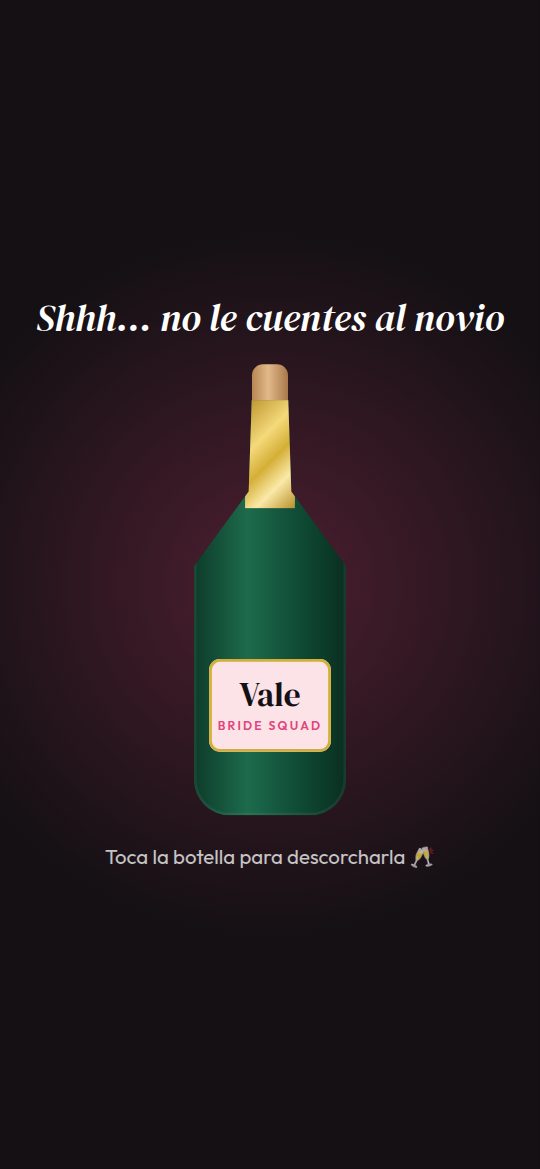 Shhh... no le cuentes al novio
Vale
BRIDE SQUAD
Toca la botella para descorcharla 🥂